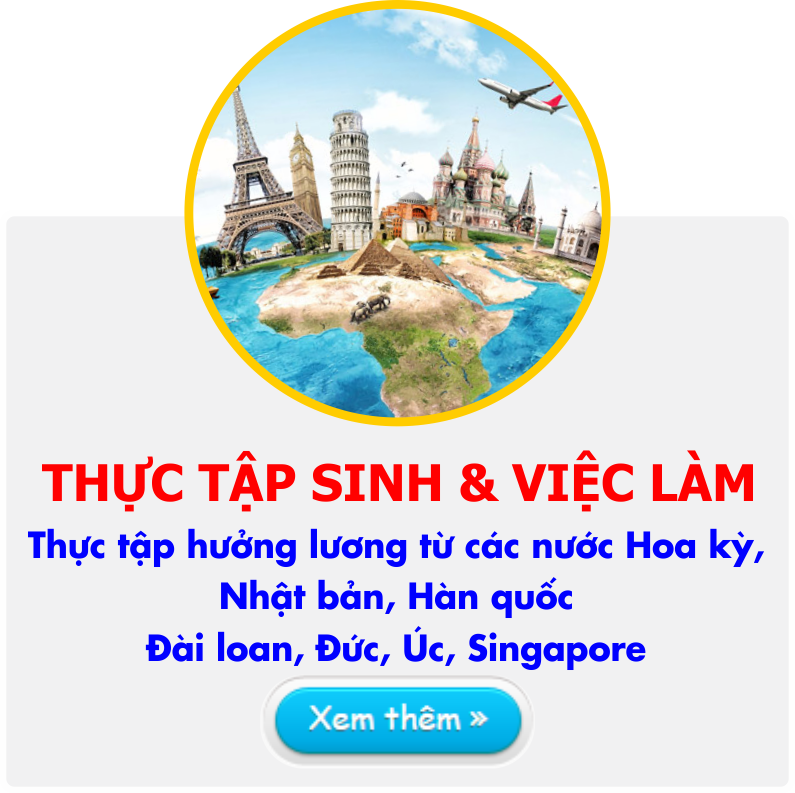 THỰC TẬP SINH & VIỆC LÀM
Thực tập hưởng lương từ các nước Hoa kỳ,
Nhật bản, Hàn quốc
Đài loan, Đức, Úc, Singapore
Xem thêm »